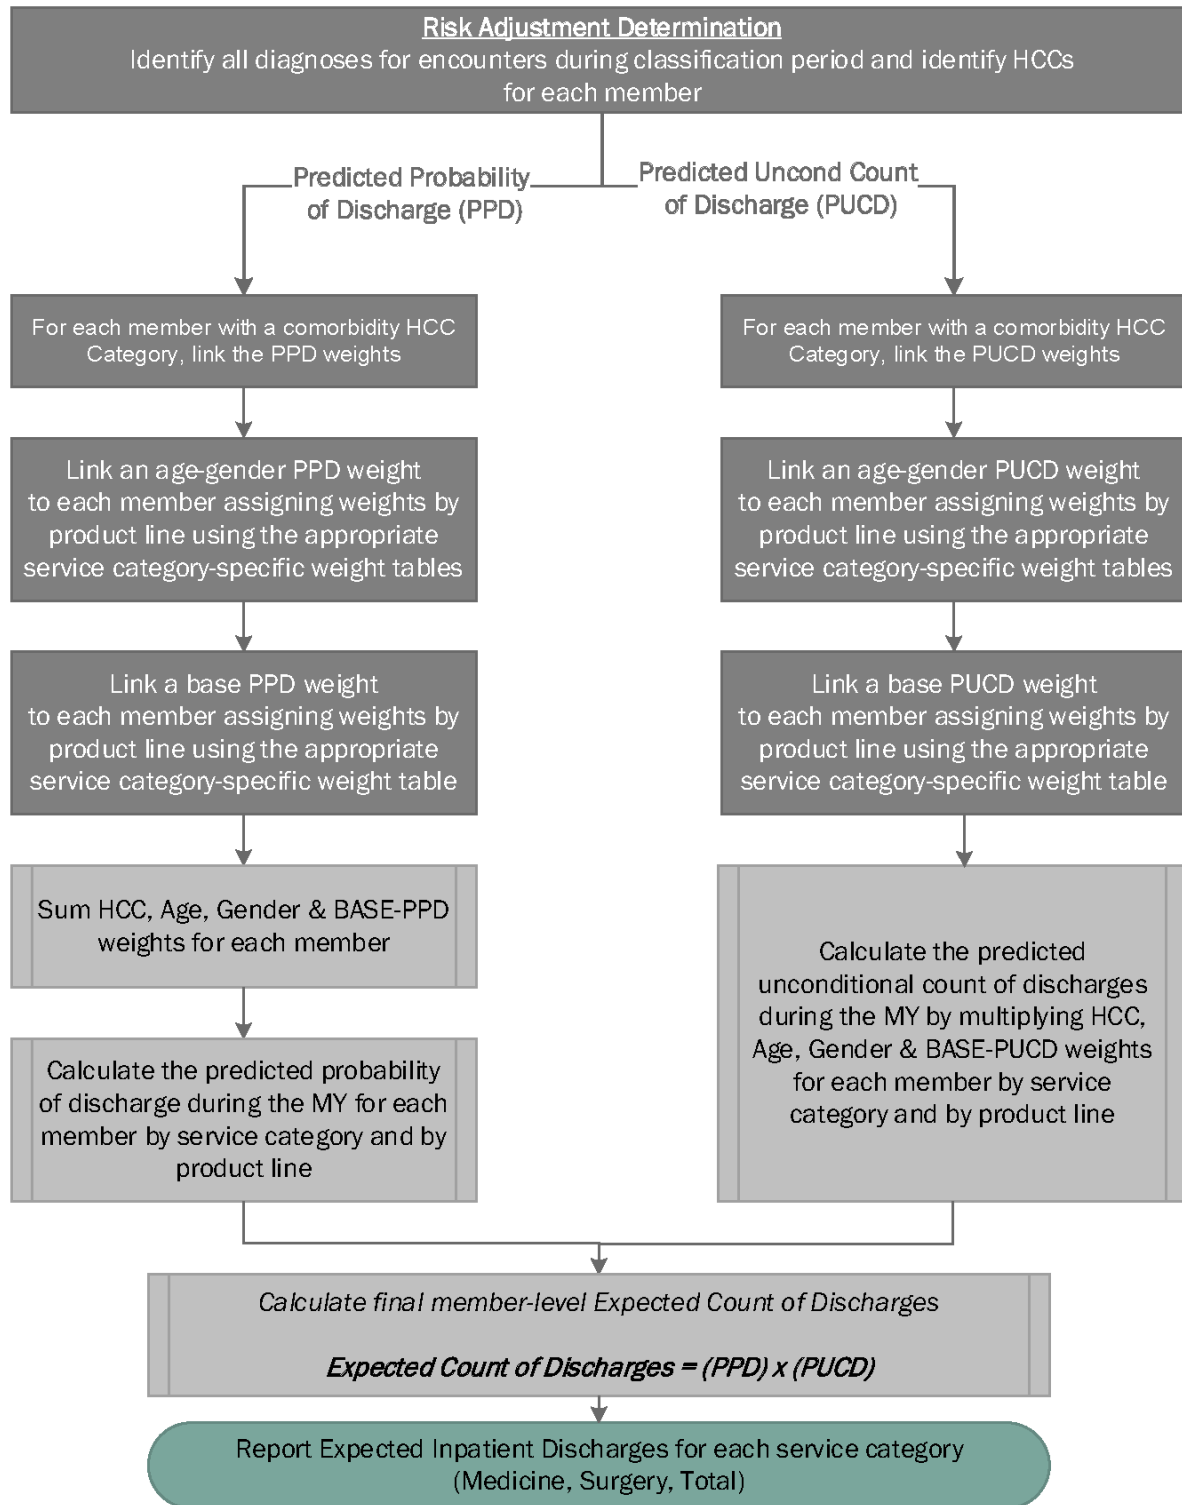 Risk Adjustment Determination
Identify all diagnoses for encounters during classification period and identify HCCs
for each member
Predicted Probability
of Discharge (PPD)
Predicted Uncond Count
of Discharge (PUCD)
For each member with a comorbidity HCC
Category, link the PPD weights
For each member with a comorbidity HCC
Category, link the PUCD weights
Link an age-gender PPD weight
to each member assigning weights by
product line using the appropriate
service category-specific weight tables
Link an age-gender PUCD weight
to each member assigning weights by
product line using the appropriate
service category-specific weight tables
Link a base PPD weight
to each member assigning weights by
product line using the appropriate
service category-specific weight table
Link a base PUCD weight
to each member assigning weights by
product line using the appropriate
service category-specific weight table
Sum HCC, Age, Gender & BASE-PPD
weights for each member
Calculate the predicted probability
of discharge during the MY for each
member by service category and by
product line
Calculate the predicted
unconditional count of discharges
during the MY by multiplying HCC,
Age, Gender & BASE-PUCD weights
for each member by service
category and by product line
Calculate final member-level Expected Count of Discharges
Expected Count of Discharges = (PPD) x (PUCD)
Report Expected Inpatient Discharges for each service category
(Medicine, Surgery, Total)